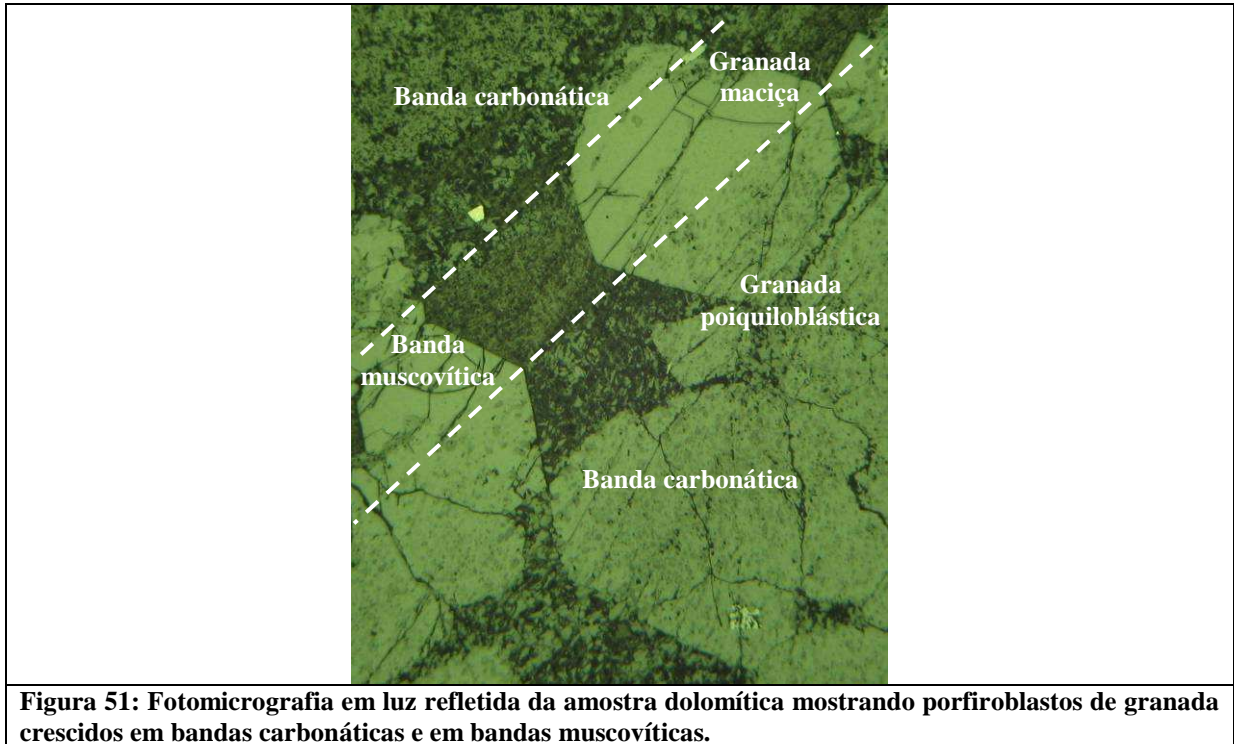 Granada
maciça
Banda carbonática
Granada
poiquiloblástica
Banda
muscovítica
Banda carbonática
Figura 51: Fotomicrografia em luz refletida da amostra dolomítica mostrando porfiroblastos de granada
crescidos em bandas carbonáticas e em bandas muscovíticas.